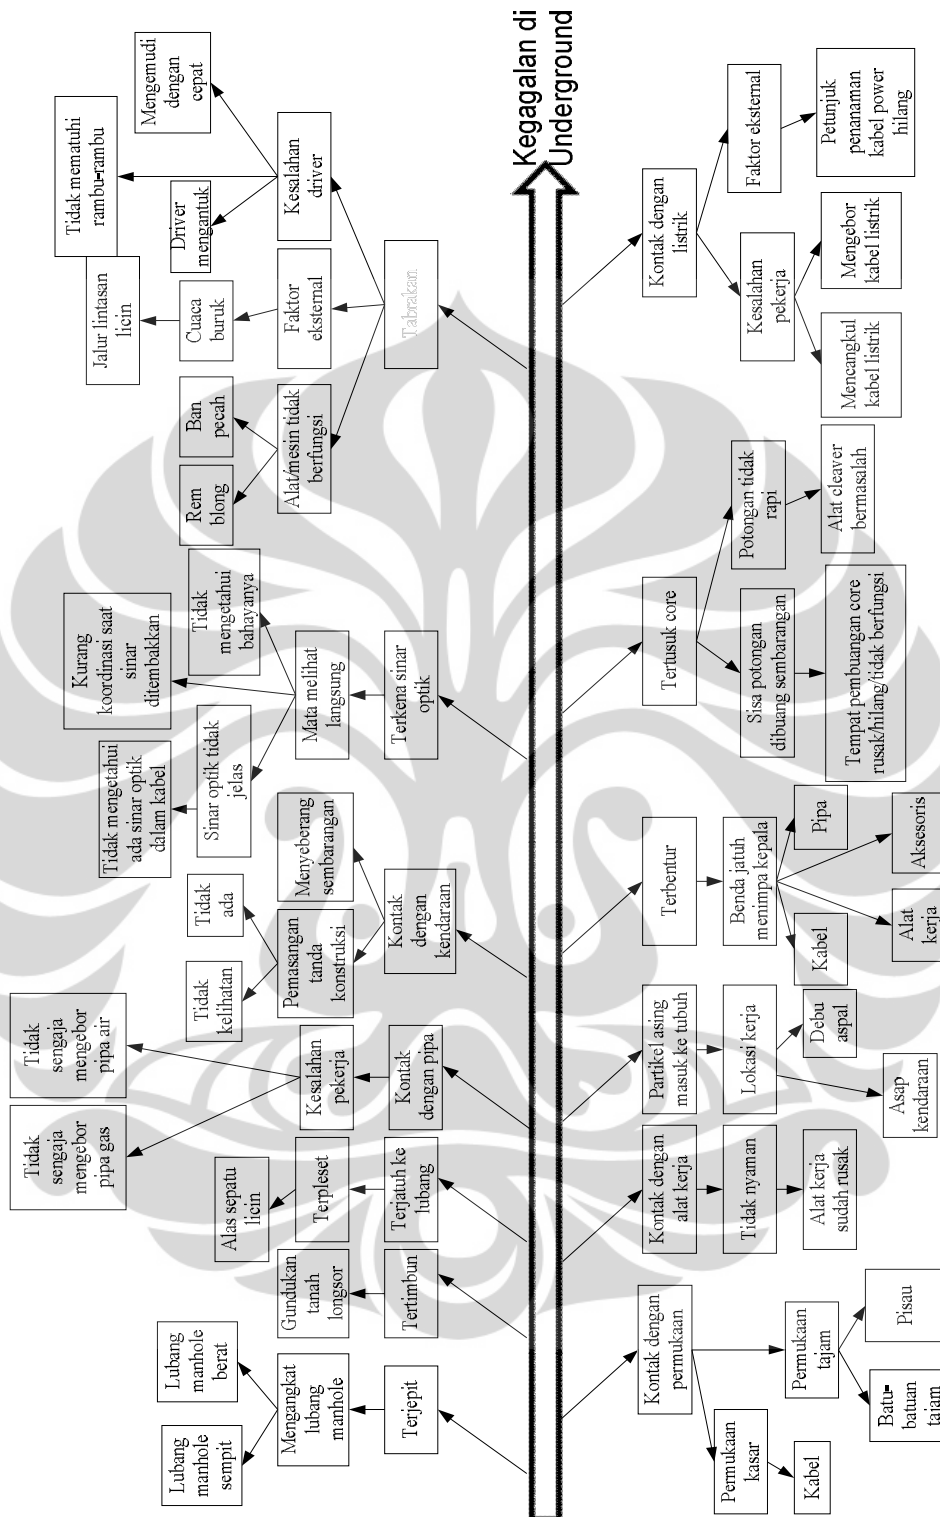 Lubang
manhole
sempit
Lubang
manhole
berat
Mengangkat
lubang
manhole
Terjepit
Gundukan
tanah
longsor
Tertimbun
Alas sepatu
licin
Terpleset
Terjatuh ke
lubang
Tidak
sengaja
mengebor
pipa gas
Tidak
sengaja
mengebor
pipa air
Kesalahan
pekerja
Kontak
dengan pipa
Tidak
kelihatan
Tidak
ada
Pemasangan
tanda
konstruksi
Menyeberang
sembarangan
Kontak
dengan
kendaraan
Tidak mengetahui
ada sinar optik
dalam kabel
Sinar optik tidak
jelas
Kurang
koordinasi saat
sinar
ditembakkan
Tidak
mengetahui
bahayanya
Mata melihat
langsung
Terkena sinar
optik
Rem
blong
Ban
pecah
Alat/mesin tidak
berfungsi
Jalur lintasan
licin
Cuaca
buruk
Faktor
eksternal
Tidak mematuhi
rambu-rambu
Driver
mengantuk
Mengemudi
dengan
cepat
Kesalahan
driver
Tabrakan
Kegagalan di
Underground
Kontak dengan
permukaan
Permukaan
kasar
Kabel
Permukaan
tajam
Batu-
batuan
tajam
Pisau
Kontak dengan
alat kerja
Tidak nyaman
Alat kerja
sudah rusak
Partikel asing
masuk ke tubuh
Lokasi kerja
Asap
kendaraan
Debu
aspal
Terbentur
Benda jatuh
menimpa kepala
Kabel
Alat
kerja
Aksesoris
Pipa
Tertusuk core
Sisa potongan
dibuang sembarangan
Tempat pembuangan core
rusak/hilang/tidak berfungsi
Potongan tidak
rapi
Alat cleaver
bermasalah
Kontak dengan
listrik
Kesalahan
pekerja
Mencangkul
kabel listrik
Mengebor
kabel listrik
Faktor eksternal
Petunjuk
penanaman
kabel power
hilang